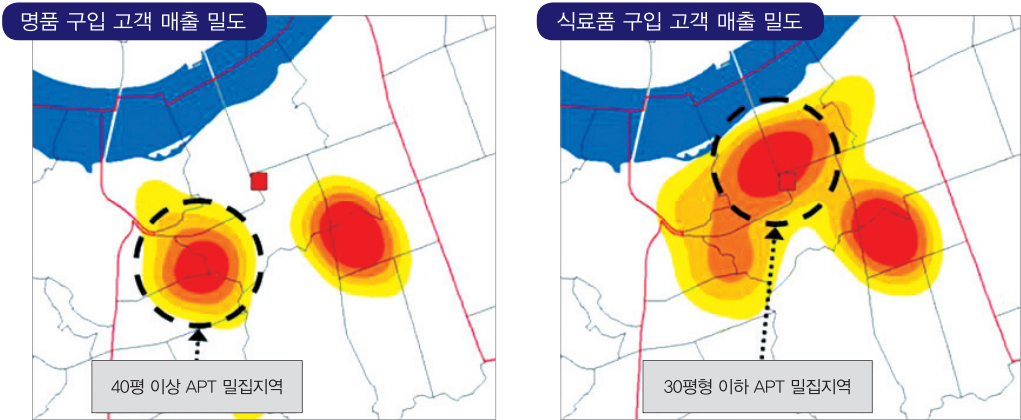 명품 구입 고객 매출 밀도
식료품 구입 고객 매출 밀도
40평 이상 APT 밀집지역
30평형 이하 APT 밀집지역